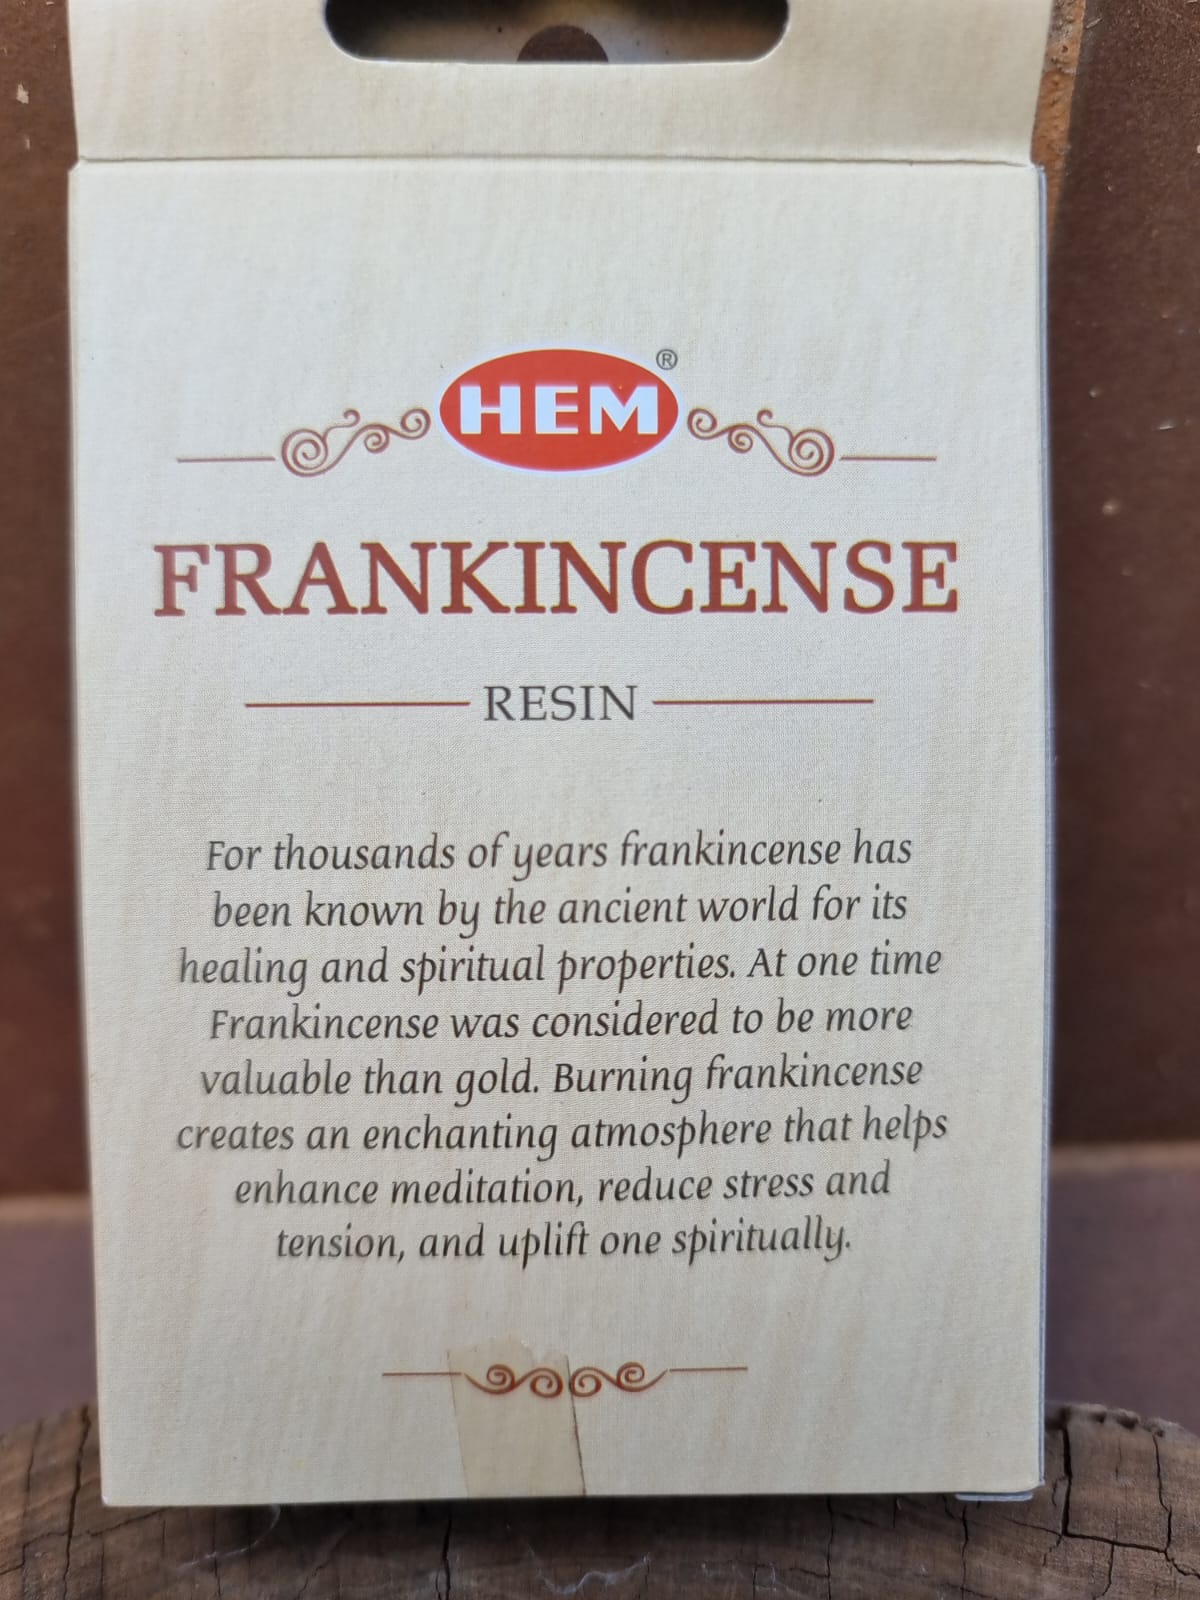 HEM®
FRANKINCENSE
RESIN
For thousands of years frankincense has
been known by the ancient world for its
healing and spiritual properties. At one time
Frankincense was considered to be more
valuable than gold. Burning frankincense
creates an enchanting atmosphere that helps
enhance meditation, reduce stress and
tension, and uplift one spiritually.